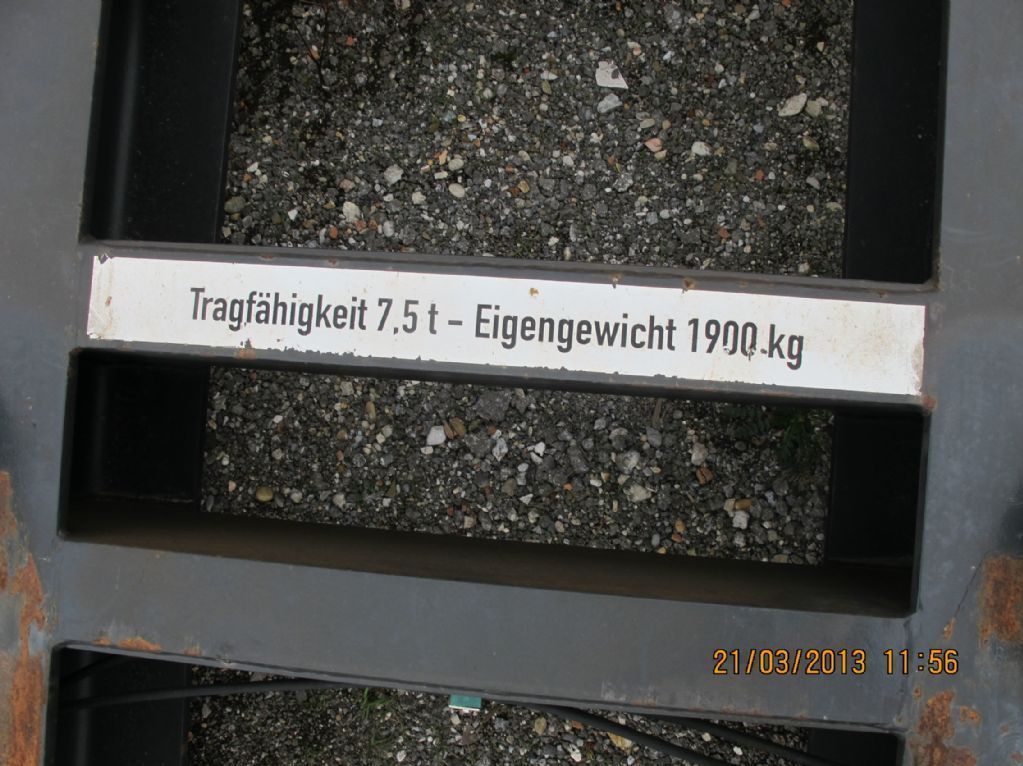 Tragfähigkeit 7,5 t – Eigengewicht 1900 kg
21/03/2013 11:56